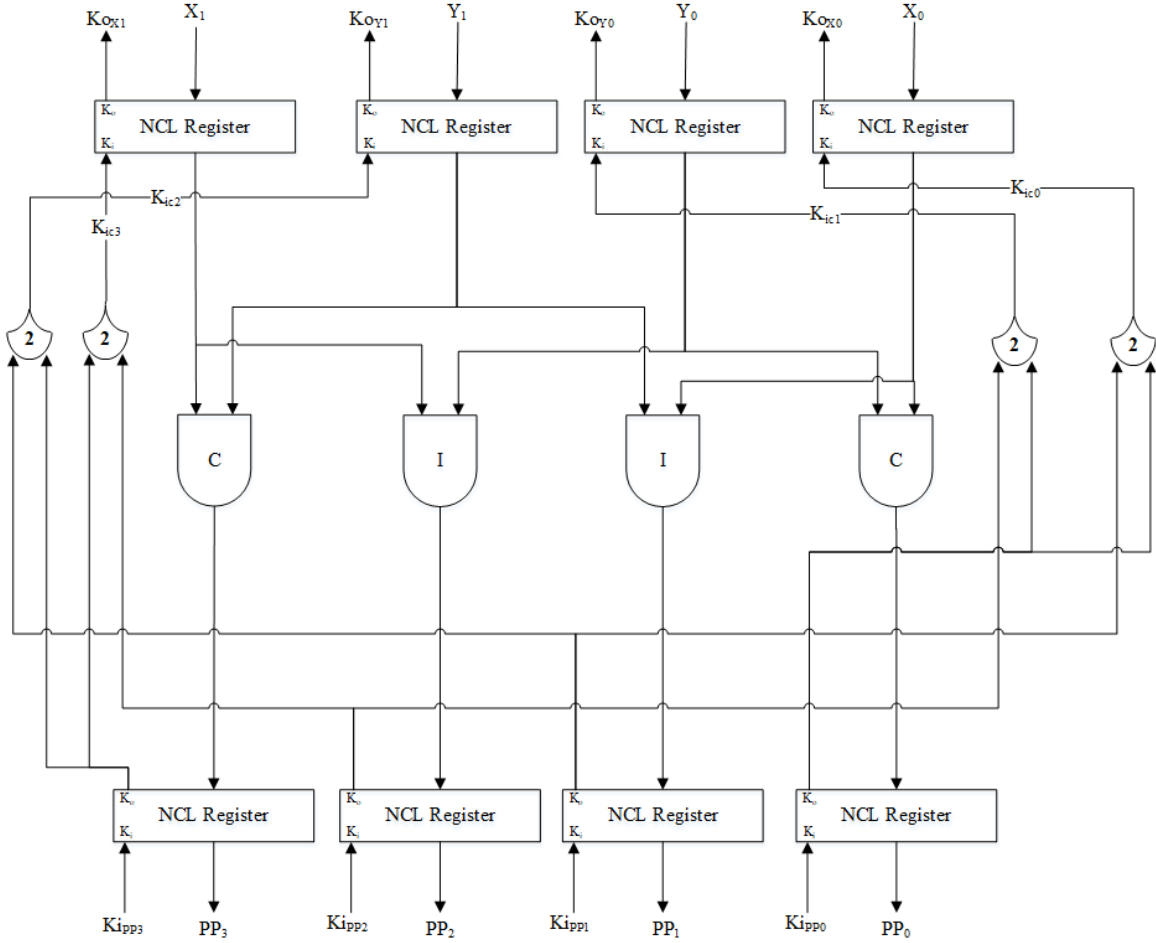 KoX1 X1 KoY1 Y1 KoY0 Y0 KoX0 X0
Ko Ko Ko Ko
NCL Register NCL Register NCL Register NCL Register
Ki Ki Ki Ki
Kic2 Kic0
Kic3 Kic1
2 2 2 2
C I I C
Ko Ko Ko Ko
NCL Register NCL Register NCL Register NCL Register
Ki Ki Ki Ki
KiPP3 PP3 KiPP2 PP2 KiPP1 PP1 KiPP0 PP0